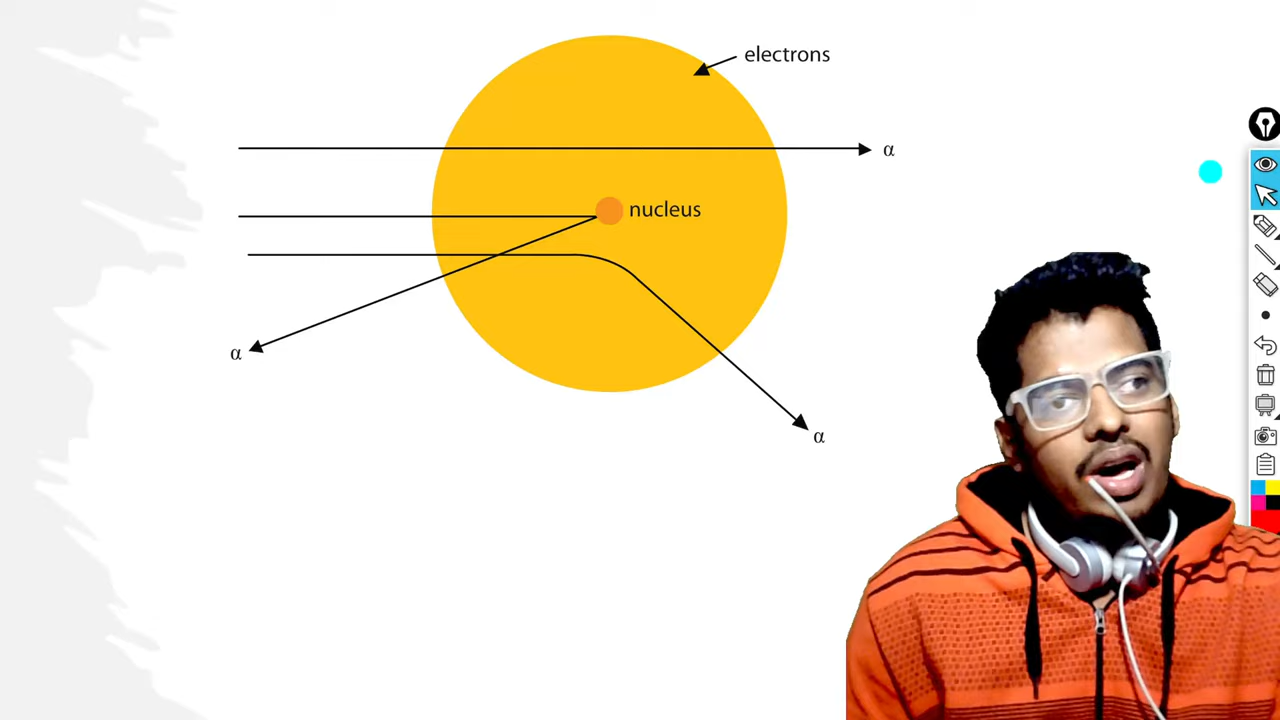 electrons
α
nucleus
α
α